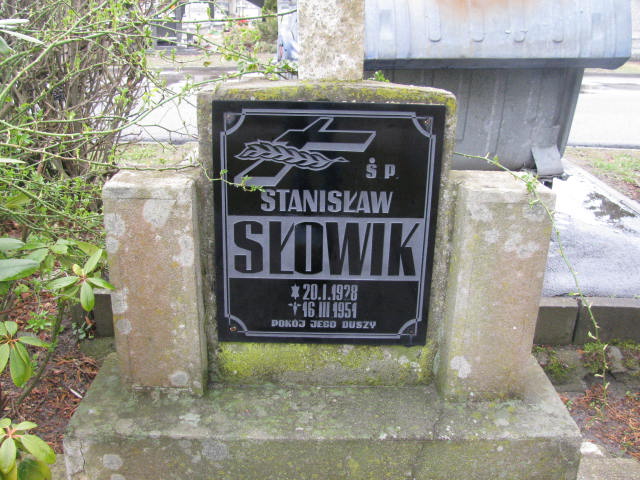 Ś P.
STANISŁAW
SŁOWIK
* 20.I.1928
† 16 III 1951
POKÓJ JEGO DUSZY